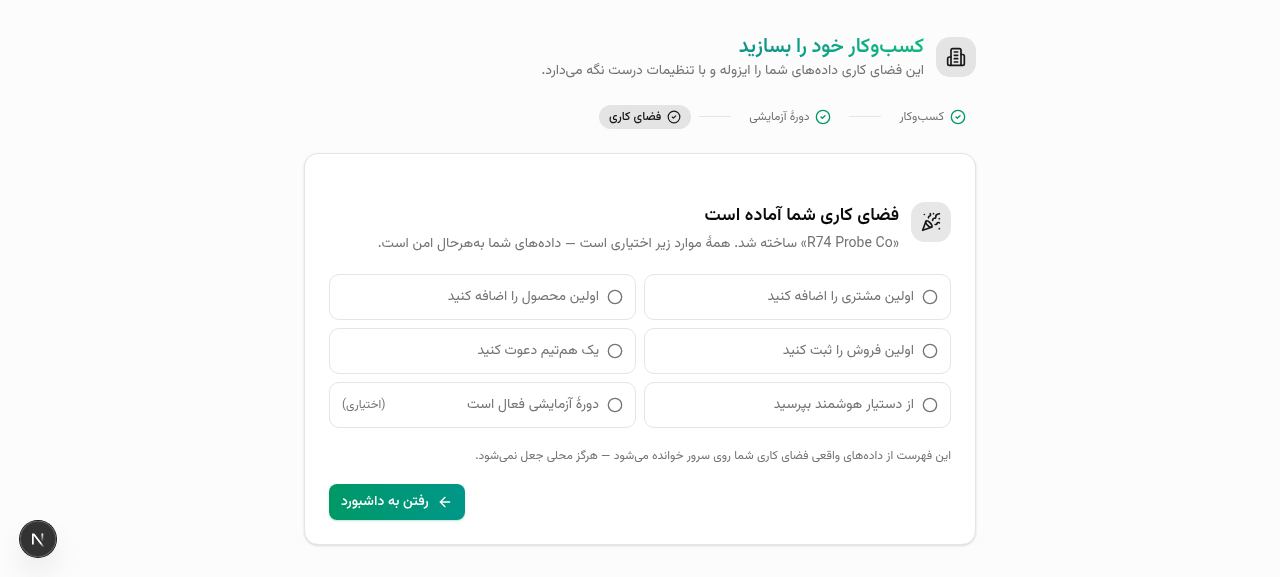 کسب‌وکار خود را بسازید
این فضای کاری داده‌های شما را ایزوله و با تنظیمات درست نگه می‌دارد.
کسب‌وکار
دورهٔ آزمایشی
فضای کاری
فضای کاری شما آماده است
«R74 Probe Co» ساخته شد. همهٔ موارد زیر اختیاری است — داده‌های شما به‌هرحال امن است.
اولین مشتری را اضافه کنید
اولین محصول را اضافه کنید
اولین فروش را ثبت کنید
یک هم‌تیم دعوت کنید
از دستیار هوشمند بپرسید
دورهٔ آزمایشی فعال است (اختیاری)
این فهرست از داده‌های واقعی فضای کاری شما روی سرور خوانده می‌شود — هرگز محلی جعل نمی‌شود.
رفتن به داشبورد
N